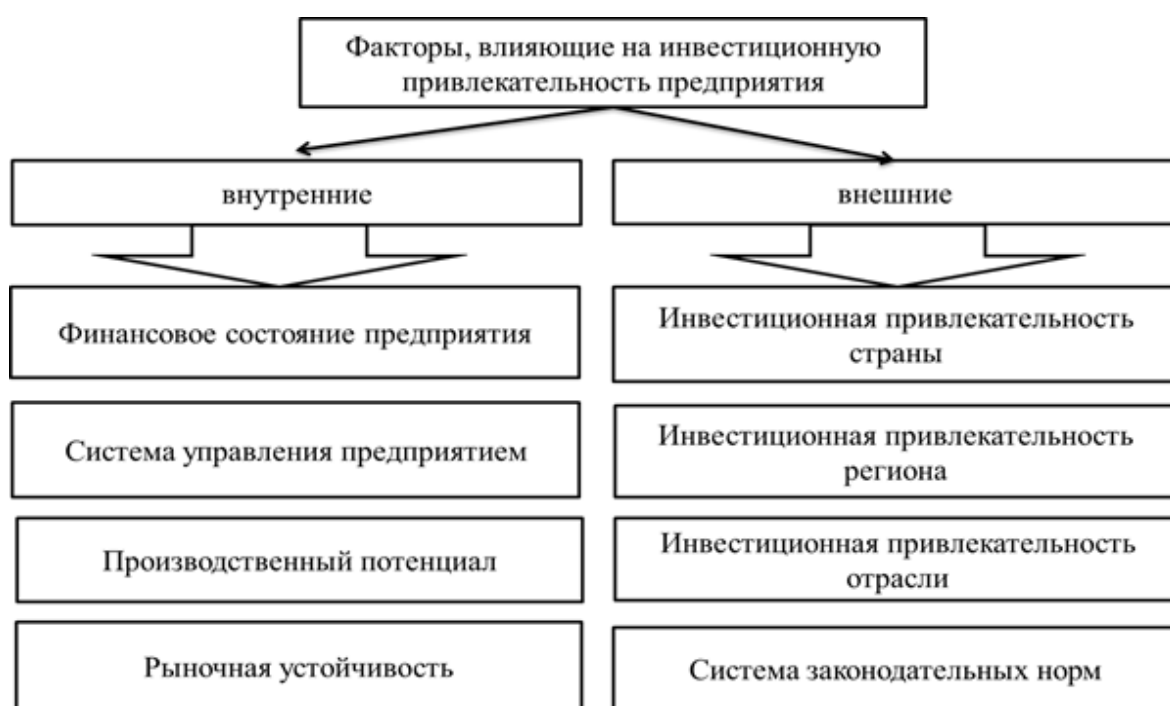 Факторы, влияющие на инвестиционную
привлекательность предприятия
внутренние
внешние
Финансовое состояние предприятия
Инвестиционная привлекательность
страны
Система управления предприятием
Инвестиционная привлекательность
региона
Производственный потенциал
Инвестиционная привлекательность
отрасли
Рыночная устойчивость
Система законодательных норм